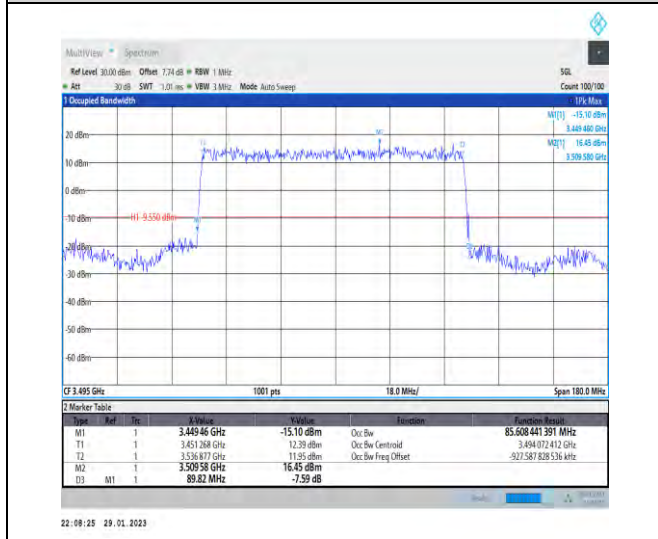 MultiView Spectrum
Ref Level 30.00 dBm Offset 7.74 dB RBW 1 MHz SGL
Att 30 dB SWT 1.01 ms VBW 3 MHz Mode Auto Sweep Count 100/100
1 Occupied Bandwidth 1Pk Max
M1[1] -15.10 dBm
3.449 460 GHz
M2[1] 16.45 dBm
3.509 580 GHz
20 dBm
T1 M2 T2
10 dBm
0 dBm
-10 dBm H1 -9.550 dBm
M1
-20 dBm
-30 dBm
-40 dBm
-50 dBm
-60 dBm
CF 3.495 GHz 1001 pts 18.0 MHz/ Span 180.0 MHz
2 Marker Table
Type Ref Trc X-Value Y-Value Function Function Result
M1 1 3.449 46 GHz -15.10 dBm Occ Bw 85.608 441 391 MHz
T1 1 3.451 268 GHz 12.39 dBm Occ Bw Centroid 3.494 072 412 GHz
T2 1 3.536 877 GHz 11.95 dBm Occ Bw Freq Offset -927.587 828 536 kHz
M2 1 3.509 58 GHz 16.45 dBm
D3 M1 1 89.82 MHz -7.59 dB
22:08:25 29.01.2023